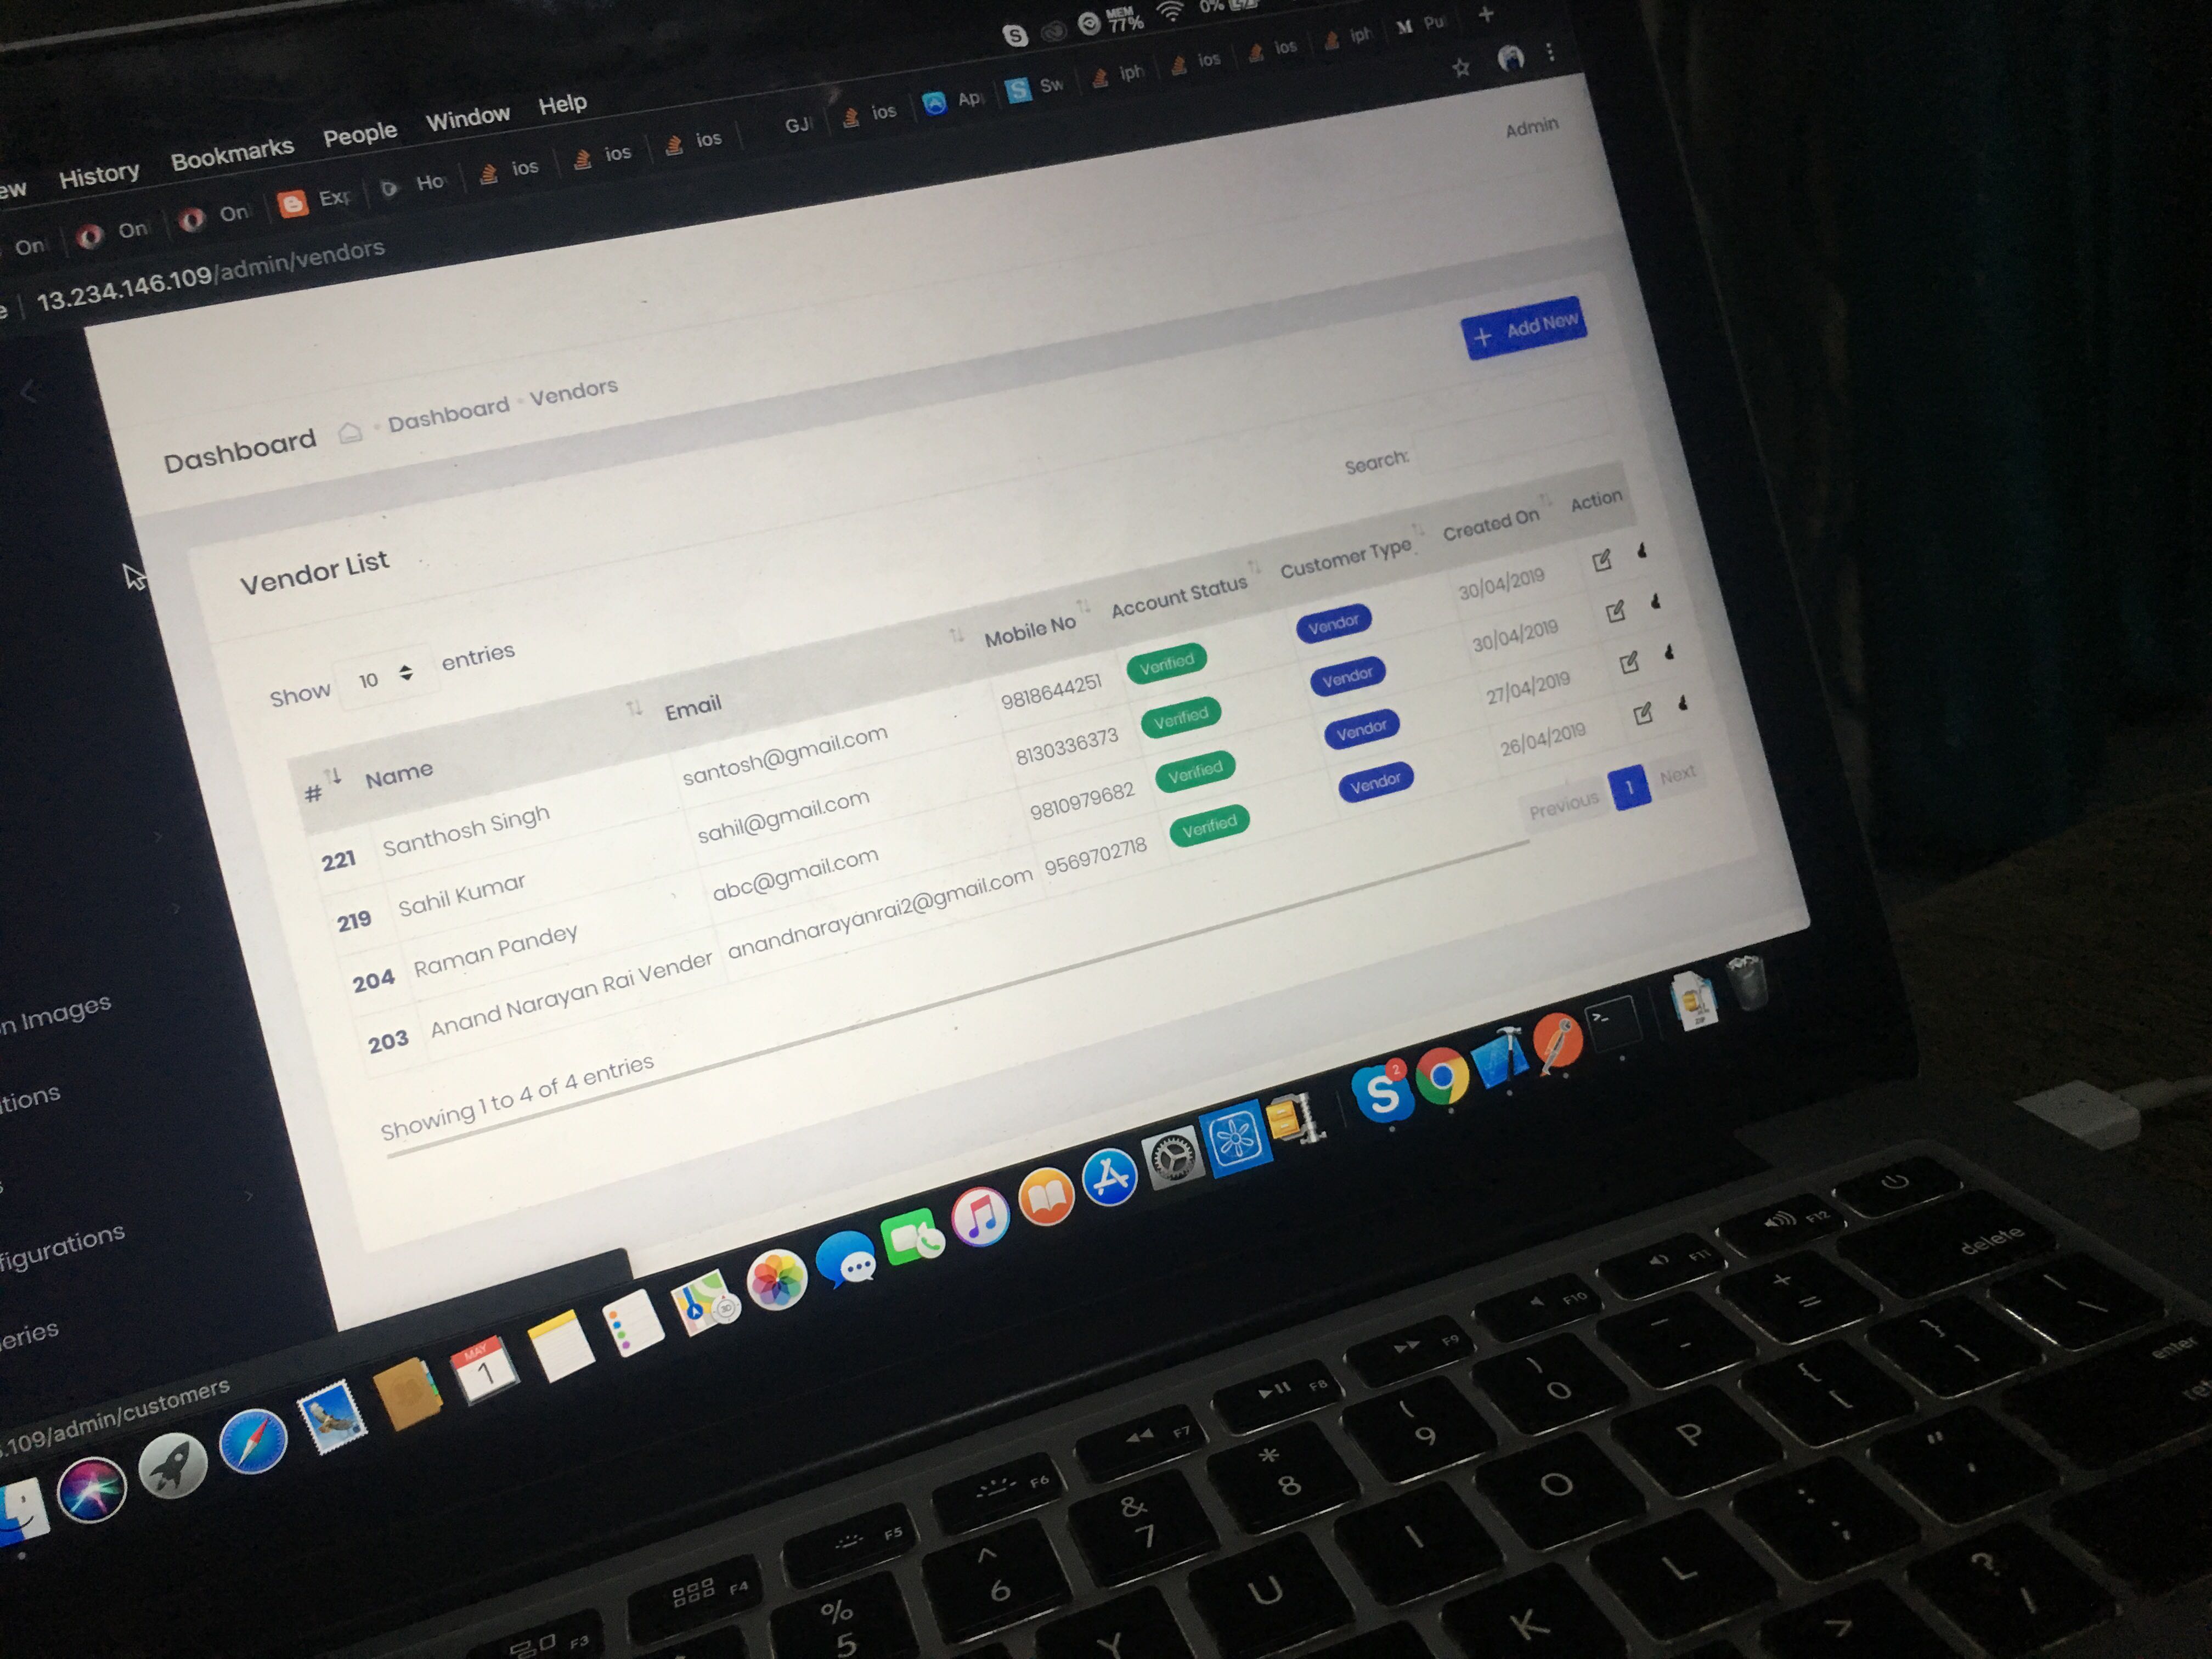 MEM
77%
0%
History Bookmarks People Window Help
On On On Exp Ho ios ios ios GJ ios Ap Sw iph ios ios iph M Pu
13.234.146.109/admin/vendors
Admin
Dashboard Dashboard Vendors
+ Add New
Vendor List
Show 10 entries
Search:
# Name Email Mobile No Account Status Customer Type Created On Action
221 Santhosh Singh santosh@gmail.com 9818644251 Verified Vendor 30/04/2019
219 Sahil Kumar sahil@gmail.com 8130336373 Verified Vendor 30/04/2019
204 Raman Pandey abc@gmail.com 9810979682 Verified Vendor 27/04/2019
203 Anand Narayan Rai Vender anandnarayanrai2@gmail.com 9569702718 Verified Vendor 26/04/2019
Showing 1 to 4 of 4 entries
Previous 1 Next
n Images
tions
figurations
eries
.109/admin/customers
MAY
1
2
F3 F4 F5 F6 F7 F8 F9 F10 F11 F12
% 5 ^ 6 & 7 * 8 ( 9 ) 0 - + = delete
Y U I O P { [ } ] | \
K L : ; " ' enter
> ? /